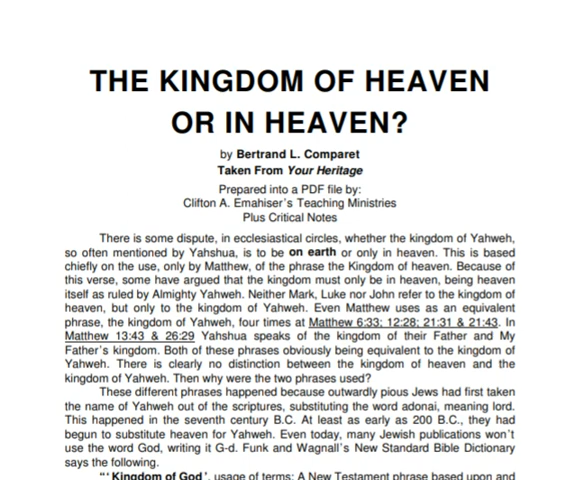 THE KINGDOM OF HEAVEN
OR IN HEAVEN?
by Bertrand L. Comparet
Taken From Your Heritage
Prepared into a PDF file by:
Clifton A. Emahiser's Teaching Ministries
Plus Critical Notes
There is some dispute, in ecclesiastical circles, whether the kingdom of Yahweh,
so often mentioned by Yahshua, is to be on earth or only in heaven. This is based
chiefly on the use, only by Matthew, of the phrase the Kingdom of heaven. Because of
this verse, some have argued that the kingdom must only be in heaven, being heaven
itself as ruled by Almighty Yahweh. Neither Mark, Luke nor John refer to the kingdom of
heaven, but only to the kingdom of Yahweh. Even Matthew uses as an equivalent
phrase, the kingdom of Yahweh, four times at Matthew 6:33; 12:28; 21:31 & 21:43. In
Matthew 13:43 & 26:29 Yahshua speaks of the kingdom of their Father and My
Father's kingdom. Both of these phrases obviously being equivalent to the kingdom of
Yahweh. There is clearly no distinction between the kingdom of heaven and the
kingdom of Yahweh. Then why were the two phrases used?
These different phrases happened because outwardly pious Jews had first taken
the name of Yahweh out of the scriptures, substituting the word adonai, meaning lord.
This happened in the seventh century B.C. At least as early as 200 B.C., they had
begun to substitute heaven for Yahweh. Even today, many Jewish publications won't
use the word God, writing it G-d. Funk and Wagnall's New Standard Bible Dictionary
says the following.
"'Kingdom of God', usage of terms: A New Testament phrase based upon and